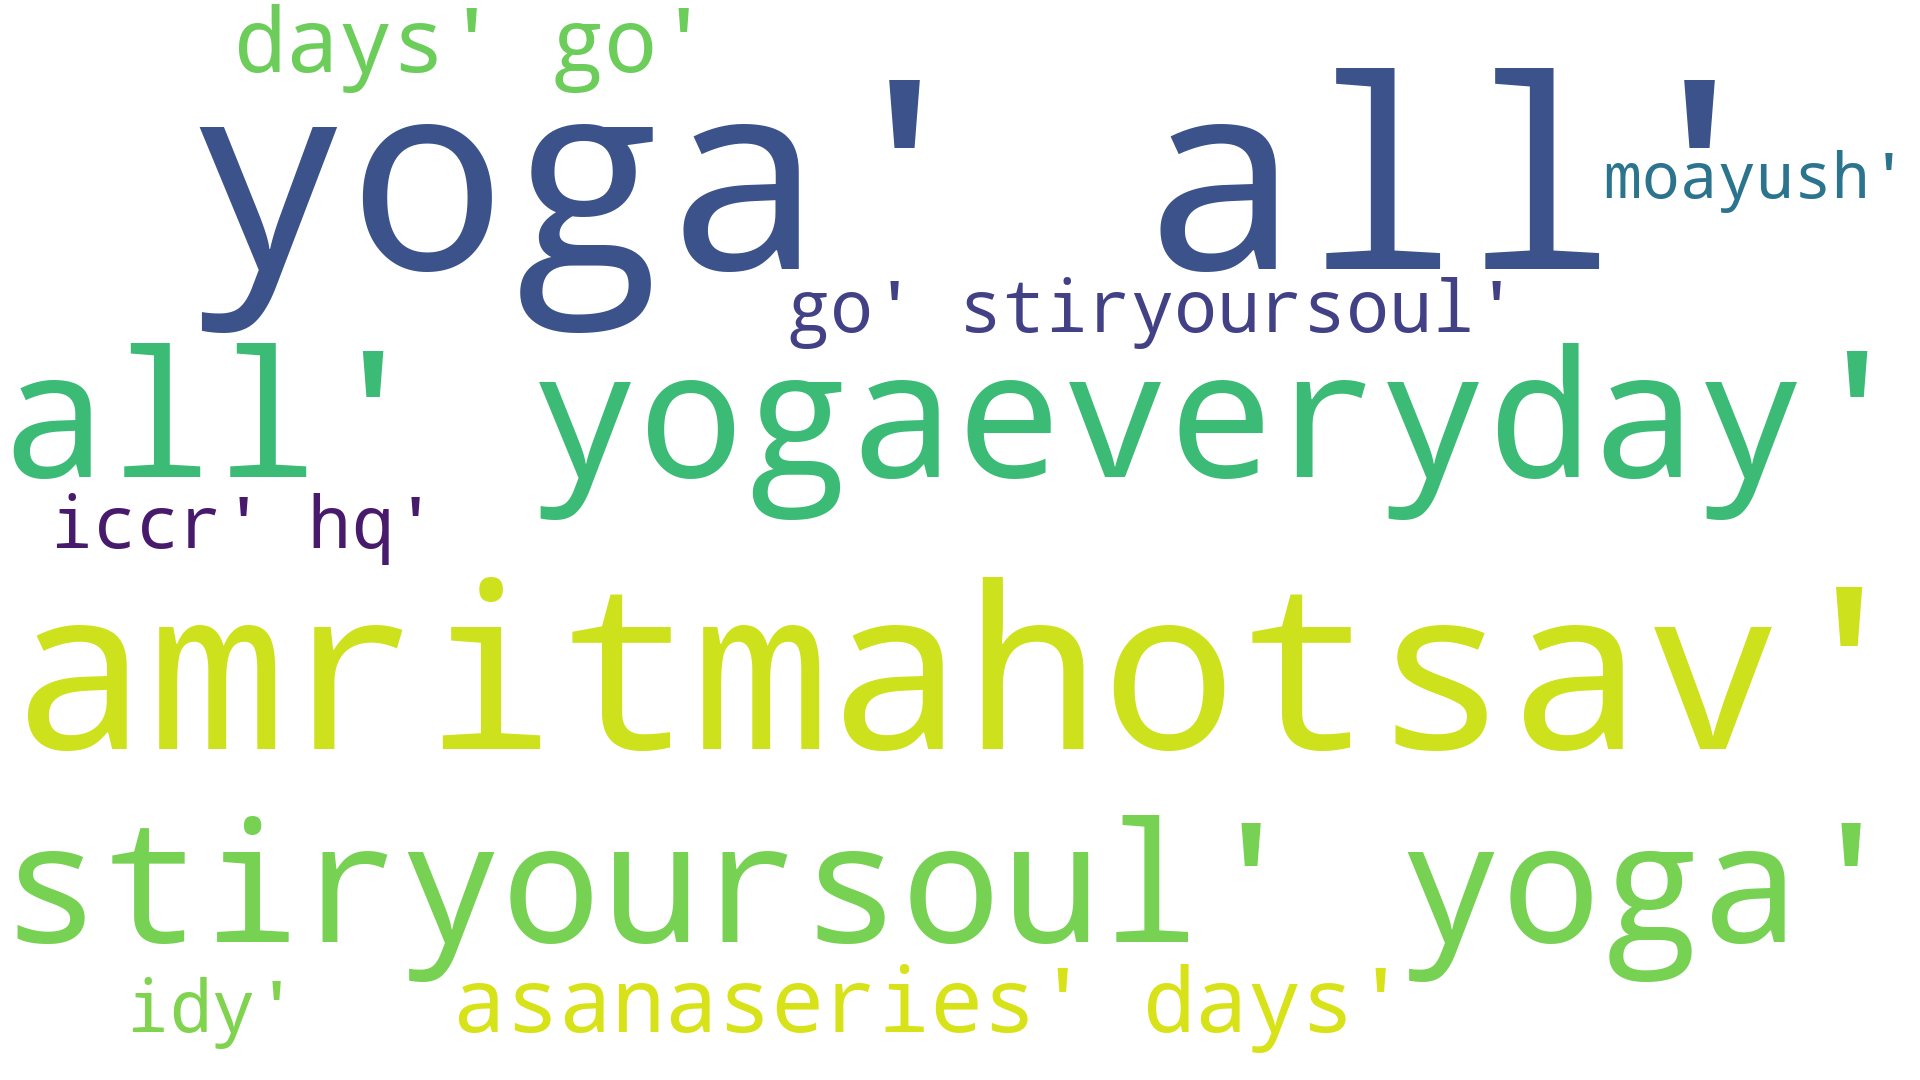 days' go'
yoga' all'
moayush'
go' stiryoursoul'
all' yogaeveryday'
iccr' hq'
amritmahotsav'
stiryoursoul' yoga'
idy' asanaseries' days'